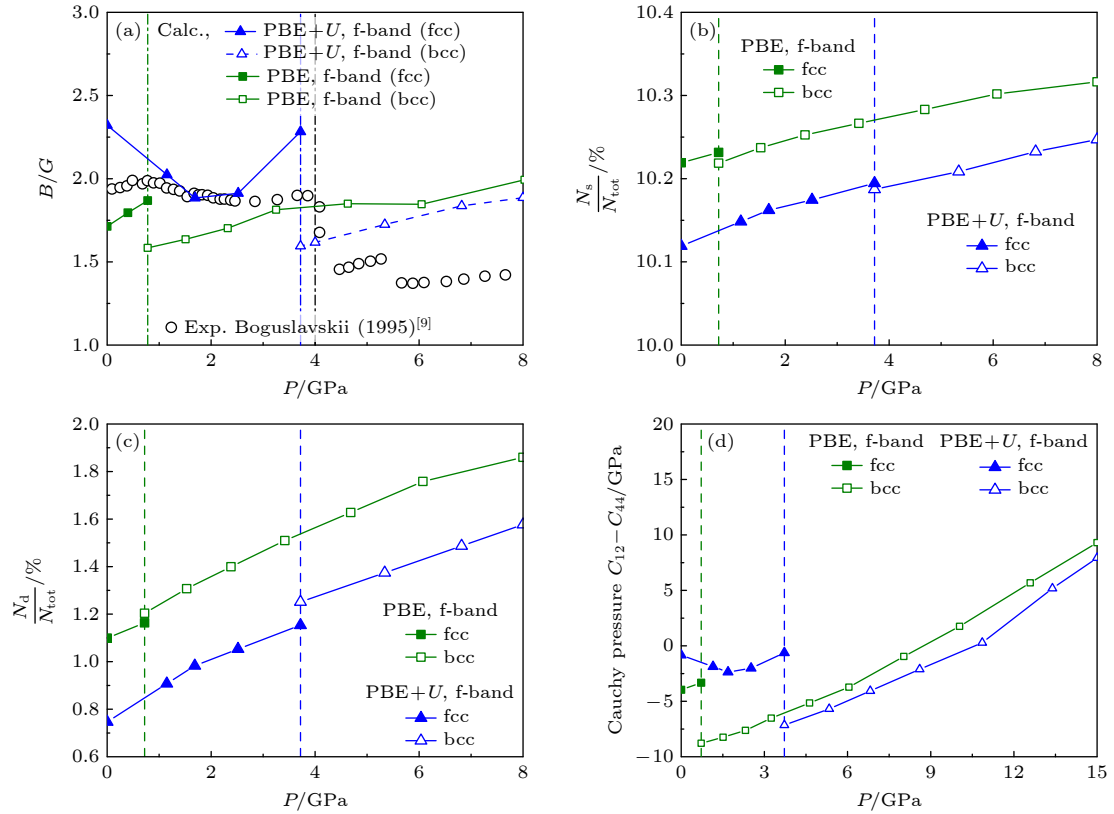 (a) Calc., PBE+U, f-band (fcc)
PBE+U, f-band (bcc)
PBE, f-band (fcc)
PBE, f-band (bcc)
Exp. Boguslavskii (1995)[9]
B/G
3.0
2.5
2.0
1.5
1.0
0 2 4 6 8
P/GPa
(b)
PBE, f-band
fcc
bcc
PBE+U, f-band
fcc
bcc
Ns/Ntot/%
10.4
10.3
10.2
10.1
10.0
0 2 4 6 8
P/GPa
(c)
PBE, f-band
fcc
bcc
PBE+U, f-band
fcc
bcc
Nd/Ntot/%
2.0
1.8
1.6
1.4
1.2
1.0
0.8
0.6
0 2 4 6 8
P/GPa
(d)
PBE, f-band PBE+U, f-band
fcc fcc
bcc bcc
Cauchy pressure C12−C44/GPa
20
15
10
5
0
−5
−10
0 3 6 9 12 15
P/GPa